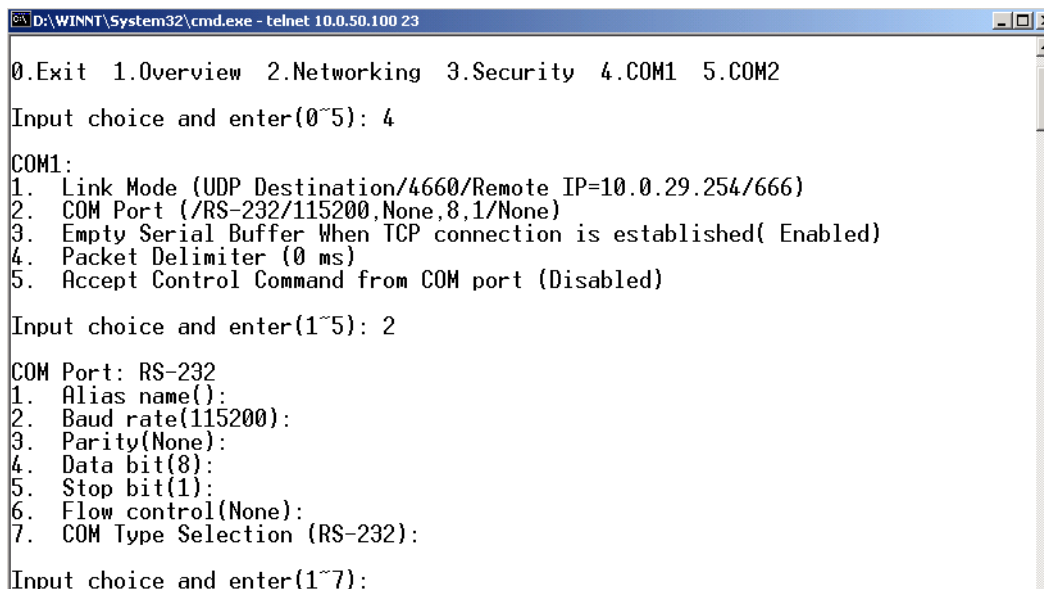 D:\WINNT\System32\cmd.exe - telnet 10.0.50.100 23
0.Exit  1.Overview  2.Networking  3.Security  4.COM1  5.COM2
Input choice and enter(0~5): 4
COM1:
1.  Link Mode (UDP Destination/4660/Remote IP=10.0.29.254/666)
2.  COM Port (/RS-232/115200,None,8,1/None)
3.  Empty Serial Buffer When TCP connection is established( Enabled)
4.  Packet Delimiter (0 ms)
5.  Accept Control Command from COM port (Disabled)
Input choice and enter(1~5): 2
COM Port: RS-232
1.  Alias name():
2.  Baud rate(115200):
3.  Parity(None):
4.  Data bit(8):
5.  Stop bit(1):
6.  Flow control(None):
7.  COM Type Selection (RS-232):
Input choice and enter(1~7):